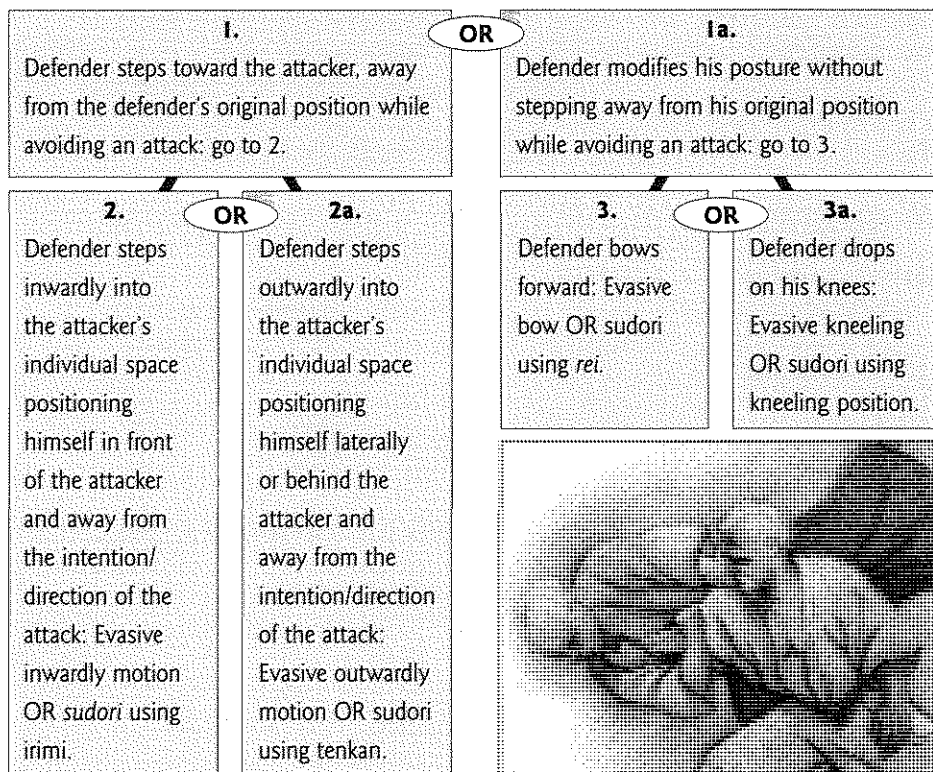 1.
Defender steps toward the attacker, away
from the defender's original position while
avoiding an attack: go to 2.
OR
1a.
Defender modifies his posture without
stepping away from his original position
while avoiding an attack: go to 3.
2.
Defender steps
inwardly into
the attacker's
individual space
positioning
himself in front
of the attacker
and away from
the intention/
direction of the
attack: Evasive
inwardly motion
OR sudori using
irimi.
OR
2a.
Defender steps
outwardly into
the attacker's
individual space
positioning
himself laterally
or behind the
attacker and
away from the
intention/direction
of the attack:
Evasive outwardly
motion OR sudori
using tenkan.
3.
Defender bows
forward: Evasive
bow OR sudori
using rei.
OR
3a.
Defender drops
on his knees:
Evasive kneeling
OR sudori using
kneeling position.